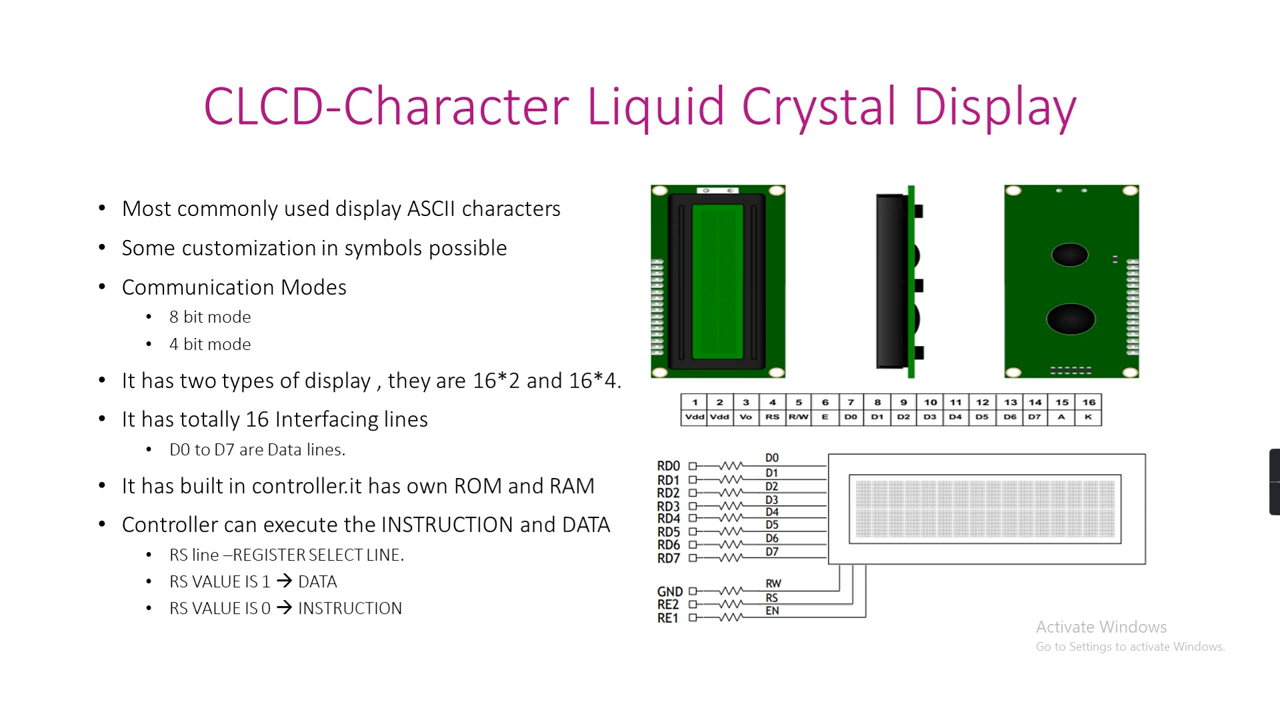 CLCD-Character Liquid Crystal Display
• Most commonly used display ASCII characters
• Some customization in symbols possible
• Communication Modes
• 8 bit mode
• 4 bit mode
• It has two types of display , they are 16*2 and 16*4.
• It has totally 16 Interfacing lines
• D0 to D7 are Data lines.
• It has built in controller.it has own ROM and RAM
• Controller can execute the INSTRUCTION and DATA
• RS line –REGISTER SELECT LINE.
• RS VALUE IS 1 → DATA
• RS VALUE IS 0 → INSTRUCTION
1 2 3 4 5 6 7 8 9 10 11 12 13 14 15 16
Vdd Vdd Vo RS R/W E D0 D1 D2 D3 D4 D5 D6 D7 A K
RD0 D0
RD1 D1
RD2 D2
RD3 D3
RD4 D4
RD5 D5
RD6 D6
RD7 D7
GND RW
RE2 RS
RE1 EN
Activate Windows
Go to Settings to activate Windows.